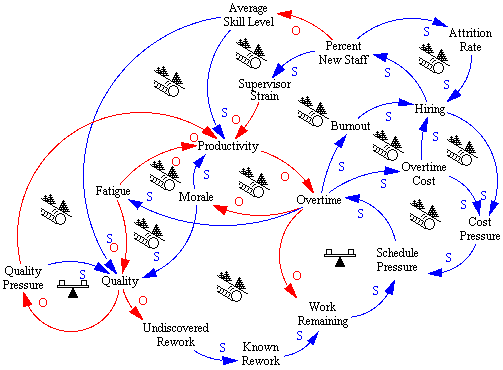 Average
Skill Level
O
S
Attrition
Rate
Percent
New Staff
S
S
S
Supervisor
Strain
S
O
S
Hiring
Burnout
S
S
S
S
O
O
Productivity
O
O
S
S
Overtime
Cost
S
S
Fatigue
Morale
O
Overtime
S
O
S
S
Cost
Pressure
S
O
S
S
Schedule
Pressure
S
Quality
Pressure
S
Quality
O
O
O
O
S
Work
Remaining
Undiscovered
Rework
S
Known
Rework
S